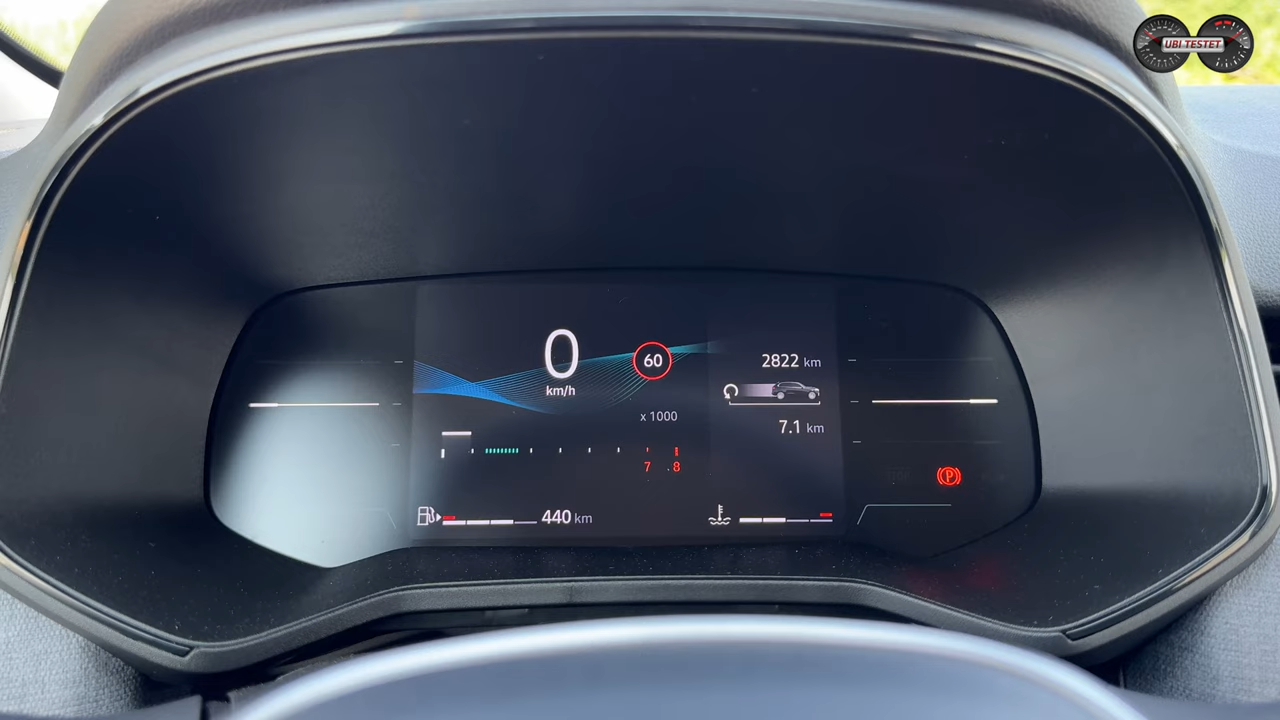 UBI TESTET
0
km/h
60
2822 km
x 1000
7.1 km
7 8
P
440 km